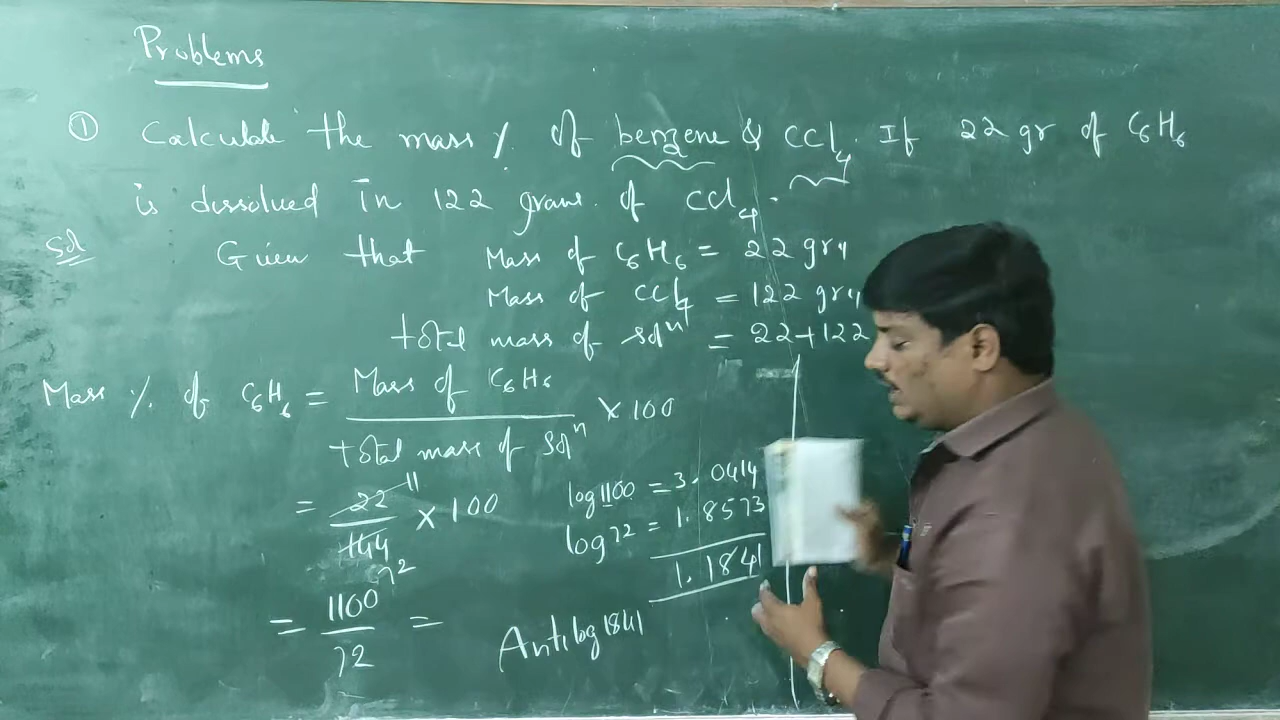 Problems
① Calculate the mass % of benzene & CCl4. If 22 gr of C6H6
is dissolved in 122 grams of CCl4.
Sol Given that Mass of C6H6 = 22 grs
Mass of CCl4 = 122 grs
total mass of soln = 22+122
Mass % of C6H6 = Mass of C6H6 / total mass of Soln × 100
= 22 11 / 144 72 × 100
log1100 = 3.0414
log72 = 1.8573
1.1841
= 1100 / 72 =
Antilog 1841